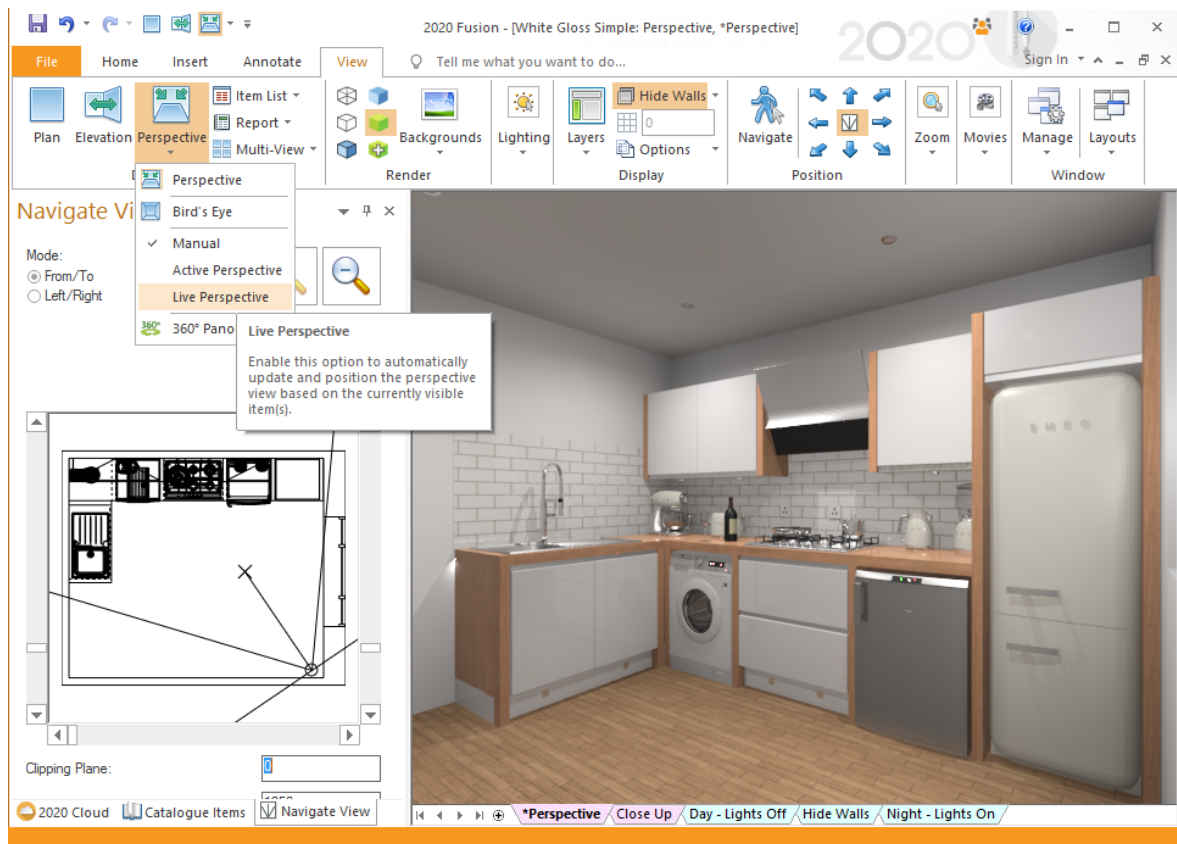 2020 Fusion - [White Gloss Simple: Perspective, *Perspective]
2020
File Home Insert Annotate View Tell me what you want to do... Sign In
Plan Elevation Perspective
Item List
Report
Multi-View
Backgrounds
Render
Lighting
Layers
Hide Walls
0
Options
Display
Navigate
Position
Zoom
Movies
Manage
Layouts
Window
Perspective
Bird's Eye
Manual
Active Perspective
Live Perspective
360° Pano
Live Perspective
Enable this option to automatically
update and position the perspective
view based on the currently visible
item(s).
Navigate Vi
Mode:
From/To
Left/Right
SMEG
Clipping Plane:
0
2020 Cloud Catalogue Items Navigate View
*Perspective Close Up Day - Lights Off Hide Walls Night - Lights On